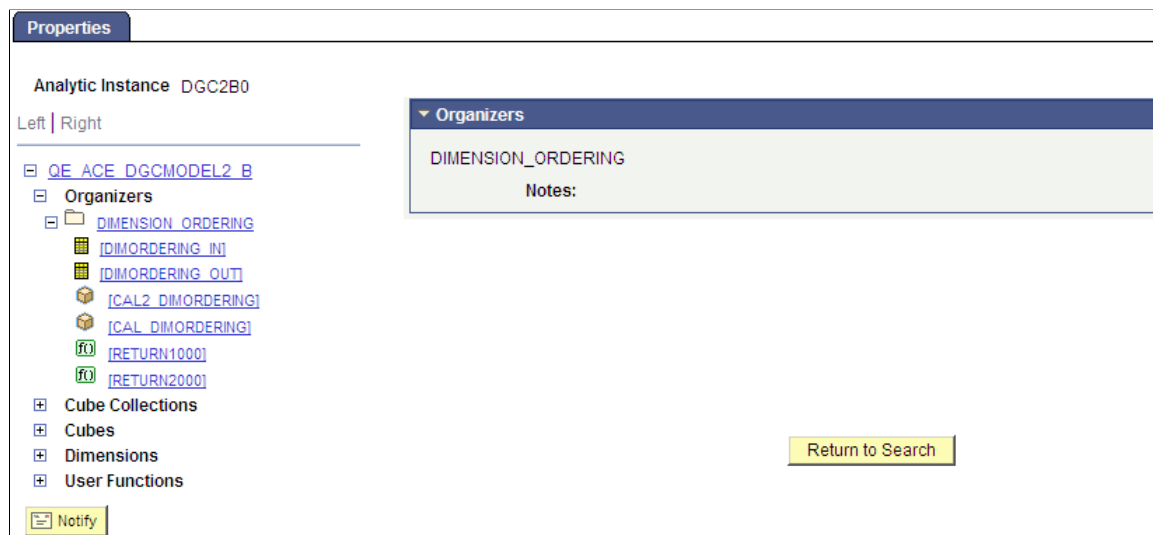 Properties
Analytic Instance DGC2B0
Left | Right
QE_ACE_DGCMODEL2_B
Organizers
DIMENSION_ORDERING
[DIMORDERING_IN]
[DIMORDERING_OUT]
[CAL2_DIMORDERING]
[CAL_DIMORDERING]
f() [RETURN1000]
f() [RETURN2000]
Cube Collections
Cubes
Dimensions
User Functions
Notify
Organizers
DIMENSION_ORDERING
Notes:
Return to Search